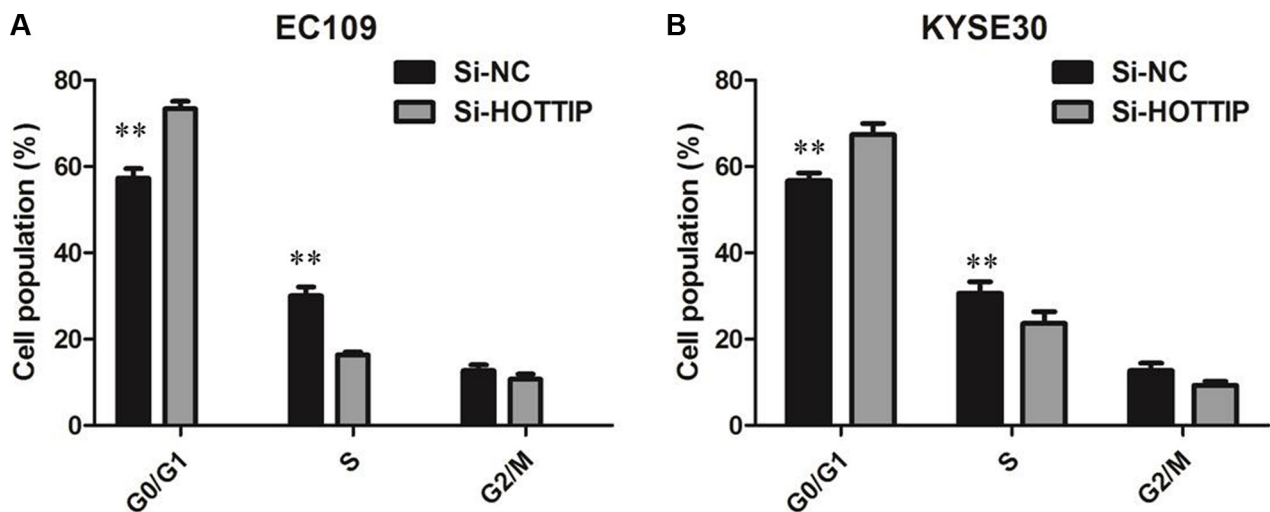 A
EC109
Si-NC
Si-HOTTIP
Cell population (%)
80
60
40
20
0
**
**
G0/G1
S
G2/M
B
KYSE30
Si-NC
Si-HOTTIP
Cell population (%)
80
60
40
20
0
**
**
G0/G1
S
G2/M